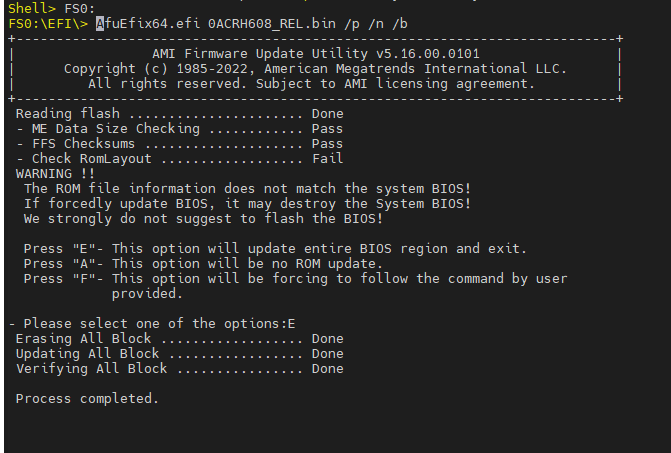 Shell> FS0:
FS0:\EFI\> AfuEfix64.efi 0ACRH608_REL.bin /p /n /b
+---------------------------------------------------------------------------+
| AMI Firmware Update Utility v5.16.00.0101 |
| Copyright (c) 1985-2022, American Megatrends International LLC. |
| All rights reserved. Subject to AMI licensing agreement. |
+---------------------------------------------------------------------------+
Reading flash ...................... Done
- ME Data Size Checking ............ Pass
- FFS Checksums .................... Pass
- Check RomLayout .................. Fail
WARNING !!
The ROM file information does not match the system BIOS!
If forcedly update BIOS, it may destroy the System BIOS!
We strongly do not suggest to flash the BIOS!
Press "E"- This option will update entire BIOS region and exit.
Press "A"- This option will be no ROM update.
Press "F"- This option will be forcing to follow the command by user
provided.
- Please select one of the options:E
Erasing All Block .................. Done
Updating All Block ................. Done
Verifying All Block ................ Done
Process completed.